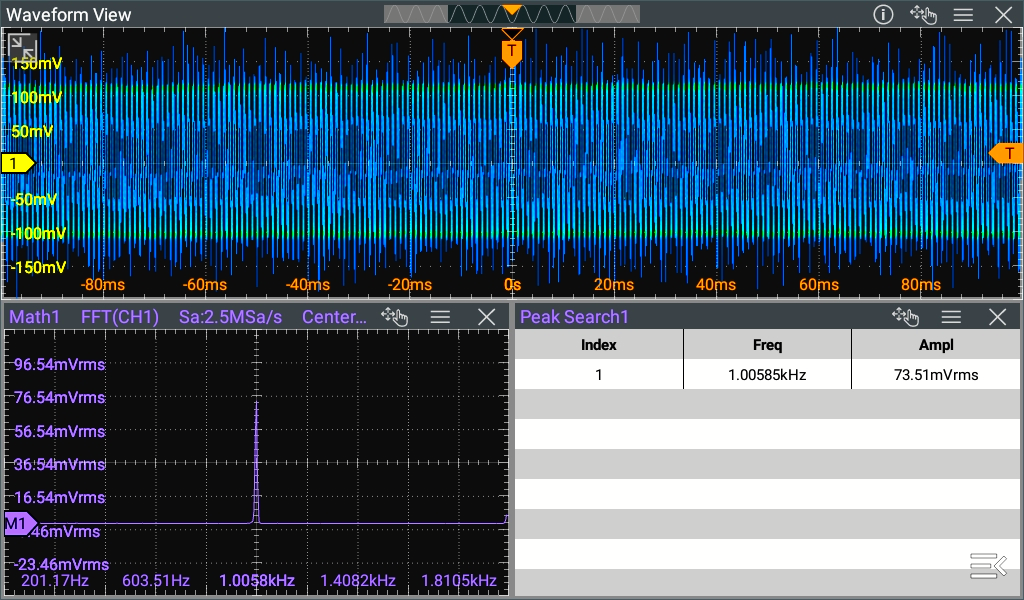 Waveform View
T
150mV
100mV
50mV
1
T
-50mV
-100mV
-150mV
-80ms -60ms -40ms -20ms 0s 20ms 40ms 60ms 80ms
Math1 FFT(CH1) Sa:2.5MSa/s Center...
96.54mVrms
76.54mVrms
56.54mVrms
36.54mVrms
16.54mVrms
M1
.46mVrms
-23.46mVrms
201.17Hz 603.51Hz 1.0058kHz 1.4082kHz 1.8105kHz
Peak Search1
Index Freq Ampl
1 1.00585kHz 73.51mVrms